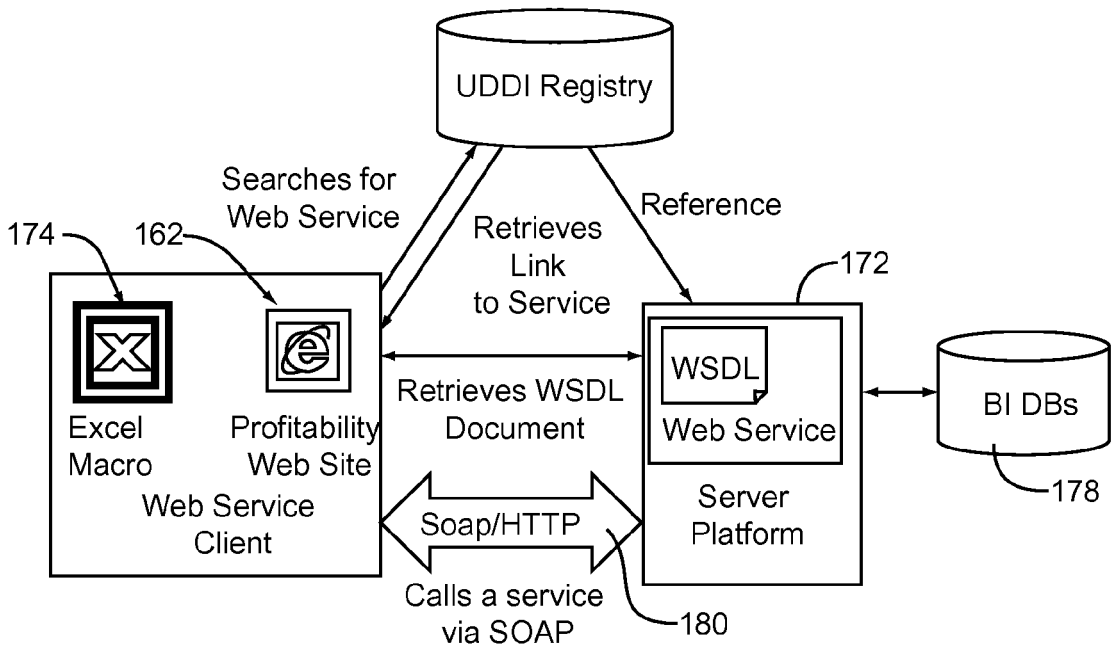 UDDI Registry
Searches for
Web Service
Retrieves
Link
to Service
Reference
174
162
172
X
e
Excel
Macro
Profitability
Web Site
Web Service
Client
Retrieves WSDL
Document
WSDL
Web Service
Server
Platform
BI DBs
178
Soap/HTTP
180
Calls a service
via SOAP